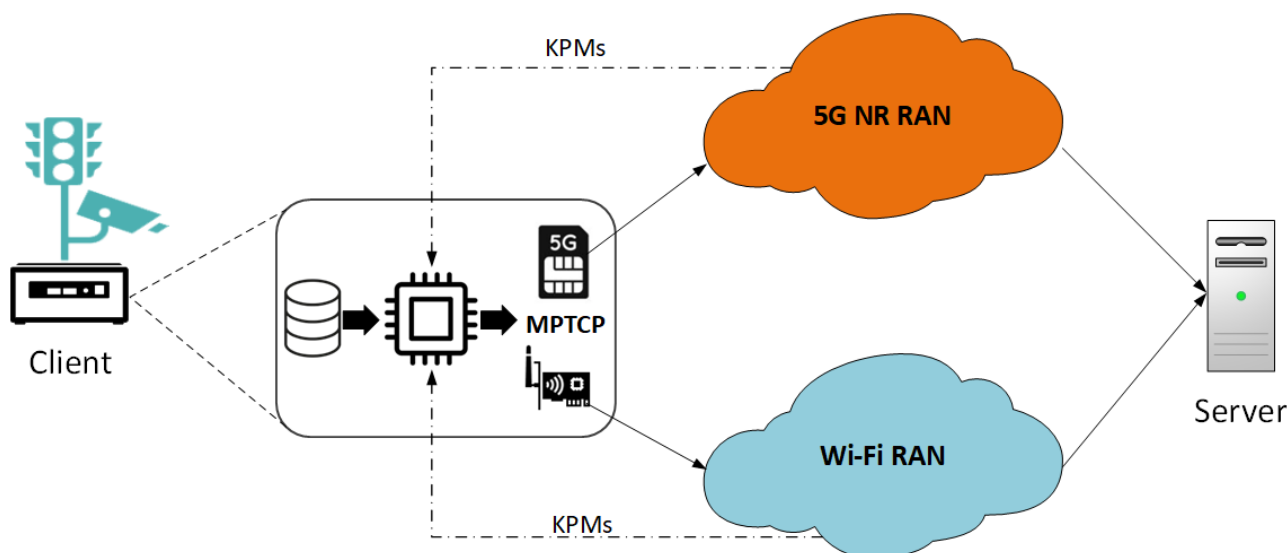 KPMs
5G NR RAN
5G
MPTCP
Client
Server
Wi-Fi RAN
KPMs